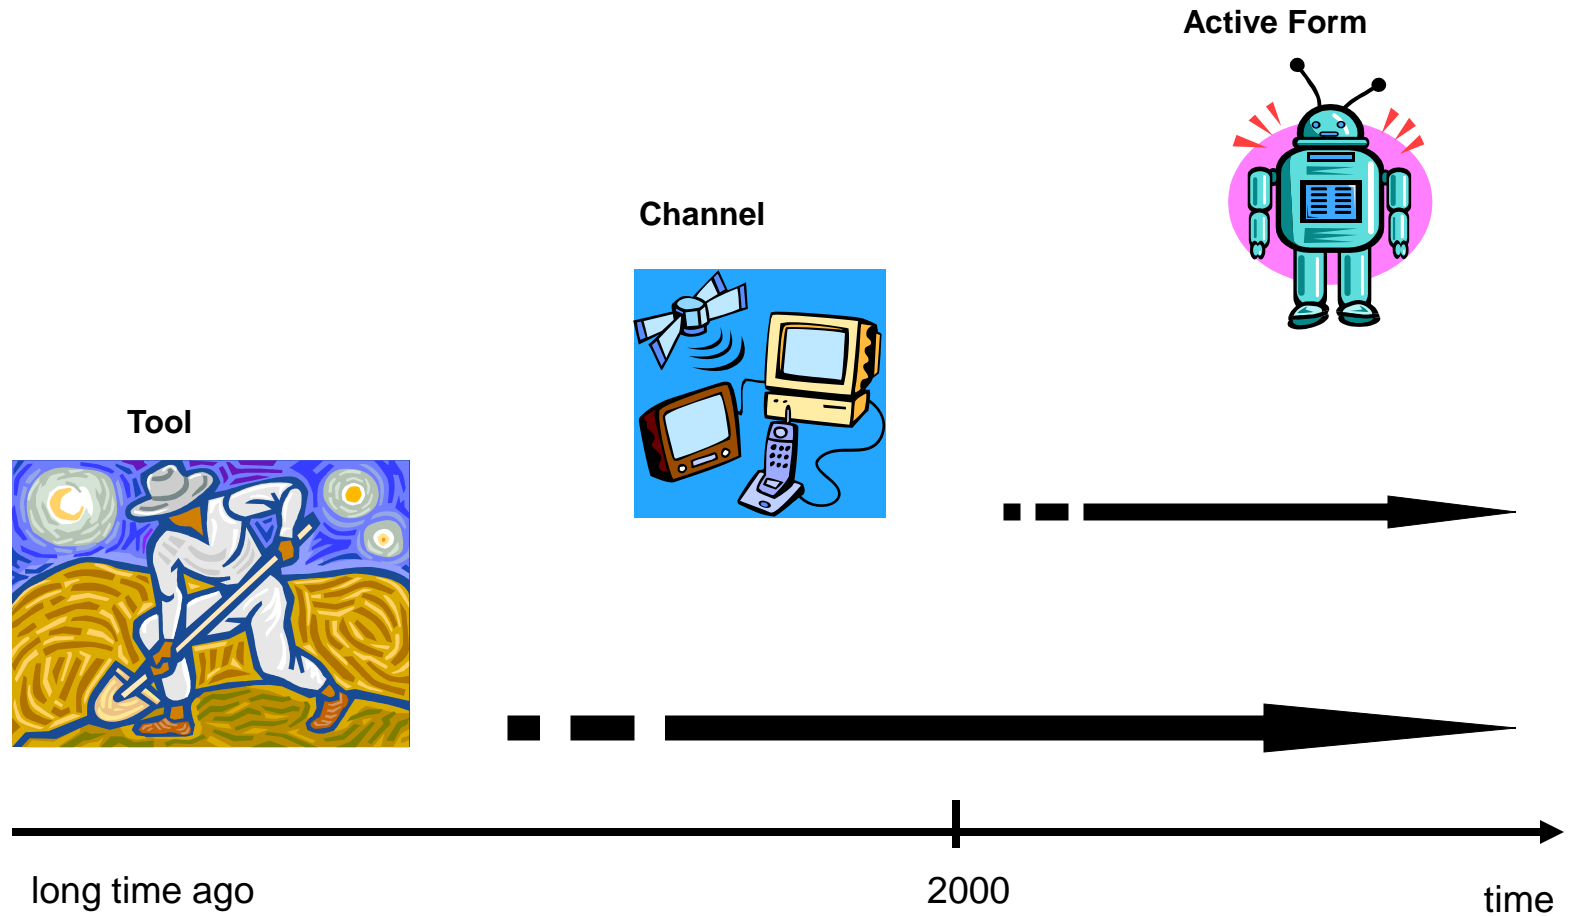 Active Form
Channel
Tool
long time ago
2000
time